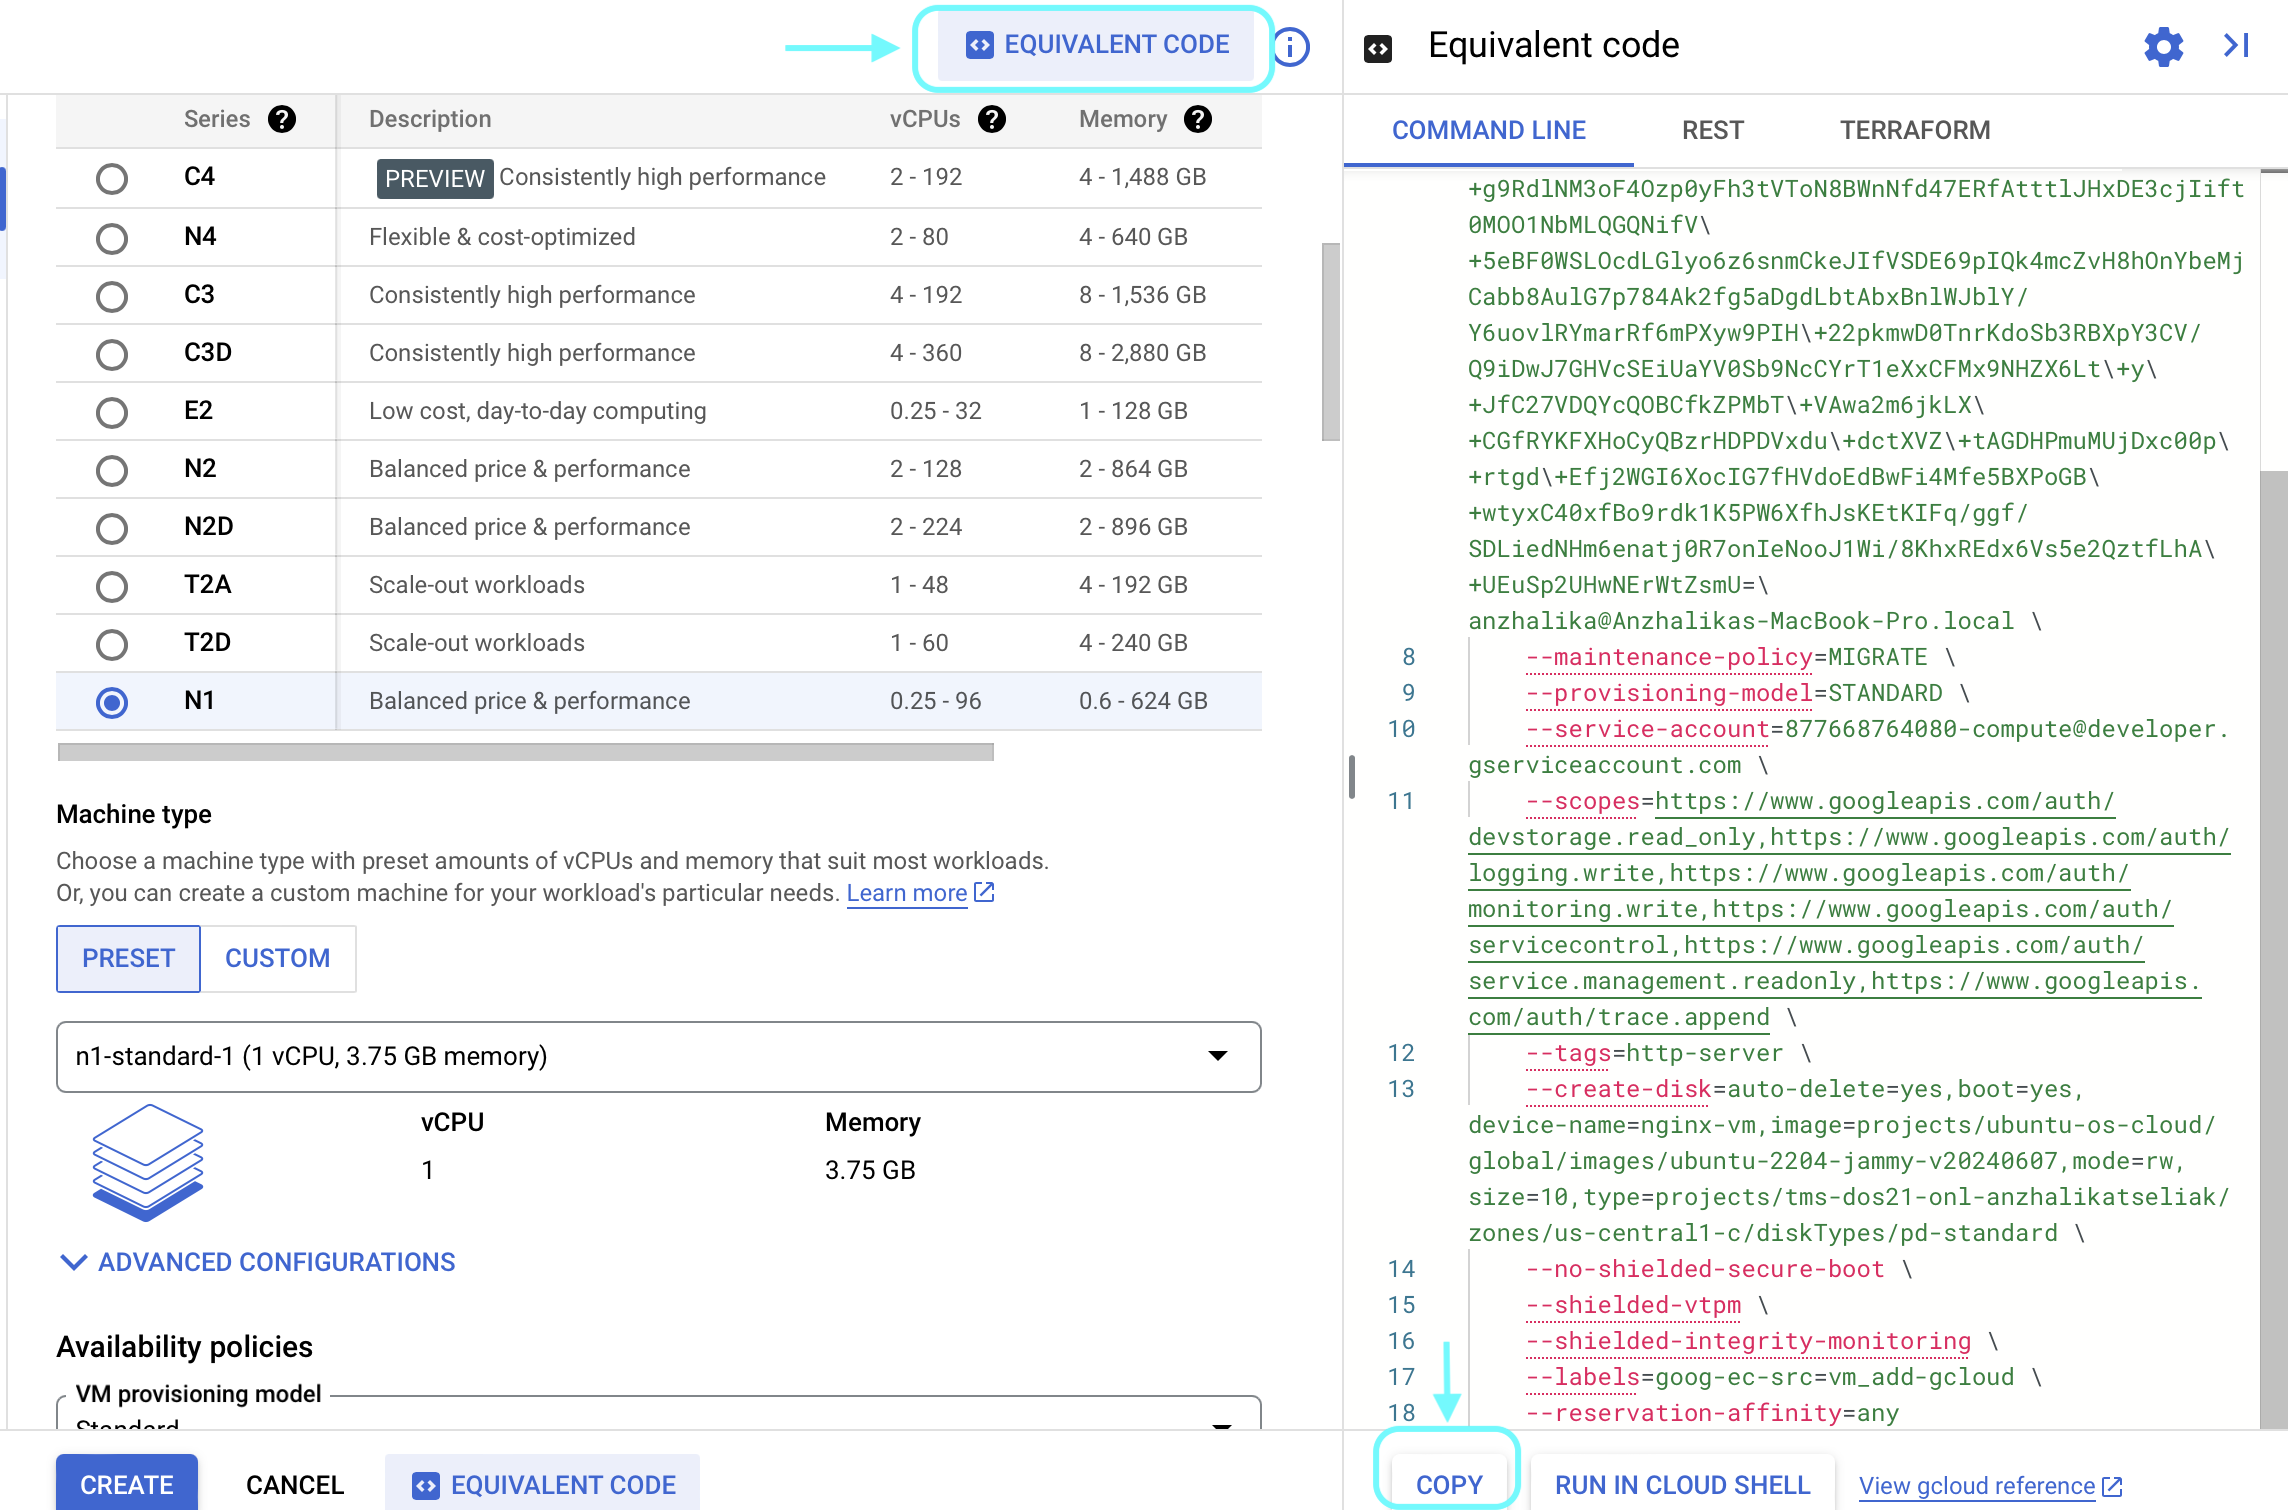 EQUIVALENT CODE
Series Description vCPUs Memory
C4 PREVIEW Consistently high performance 2 - 192 4 - 1,488 GB
N4 Flexible & cost-optimized 2 - 80 4 - 640 GB
C3 Consistently high performance 4 - 192 8 - 1,536 GB
C3D Consistently high performance 4 - 360 8 - 2,880 GB
E2 Low cost, day-to-day computing 0.25 - 32 1 - 128 GB
N2 Balanced price & performance 2 - 128 2 - 864 GB
N2D Balanced price & performance 2 - 224 2 - 896 GB
T2A Scale-out workloads 1 - 48 4 - 192 GB
T2D Scale-out workloads 1 - 60 4 - 240 GB
N1 Balanced price & performance 0.25 - 96 0.6 - 624 GB
Machine type
Choose a machine type with preset amounts of vCPUs and memory that suit most workloads.
Or, you can create a custom machine for your workload's particular needs. Learn more
PRESET CUSTOM
n1-standard-1 (1 vCPU, 3.75 GB memory)
vCPU Memory
1 3.75 GB
ADVANCED CONFIGURATIONS
Availability policies
VM provisioning model
Standard
CREATE CANCEL EQUIVALENT CODE
Equivalent code
COMMAND LINE REST TERRAFORM
+g9RdlNM3oF4Ozp0yFh3tVToN8BWnNfd47ERfAtttlJHxDE3cjIift
0MOO1NbMLQGQNifV\
+5eBF0WSLOcdLGlyo6z6snmCkeJIfVSDE69pIQk4mcZvH8hOnYbeMj
Cabb8AulG7p784Ak2fg5aDgdLbtAbxBnlWJblY/
Y6uovlRYmarRf6mPXyw9PIH\+22pkmwD0TnrKdoSb3RBXpY3CV/
Q9iDwJ7GHVcSEiUaYV0Sb9NcCYrT1eXxCFMx9NHZX6Lt\+y\
+JfC27VDQYcQOBCfkZPMbT\+VAwa2m6jkLX\
+CGfRYKFXHoCyQBzrHDPDVxdu\+dctXVZ\+tAGDHPmuMUjDxc00p\
+rtgd\+Efj2WGI6XocIG7fHVdoEdBwFi4Mfe5BXPoGB\
+wtyxC40xfBo9rdk1K5PW6XfhJsKEtKIFq/ggf/
SDLiedNHm6enatj0R7onIeNooJ1Wi/8KhxREdx6Vs5e2QztfLhA\
+UEuSp2UHwNErWtZsmU=\
anzhalika@Anzhalikas-MacBook-Pro.local \
8 --maintenance-policy=MIGRATE \
9 --provisioning-model=STANDARD \
10 --service-account=877668764080-compute@developer.
gserviceaccount.com \
11 --scopes=https://www.googleapis.com/auth/
devstorage.read_only,https://www.googleapis.com/auth/
logging.write,https://www.googleapis.com/auth/
monitoring.write,https://www.googleapis.com/auth/
servicecontrol,https://www.googleapis.com/auth/
service.management.readonly,https://www.googleapis.
com/auth/trace.append \
12 --tags=http-server \
13 --create-disk=auto-delete=yes,boot=yes,
device-name=nginx-vm,image=projects/ubuntu-os-cloud/
global/images/ubuntu-2204-jammy-v20240607,mode=rw,
size=10,type=projects/tms-dos21-onl-anzhalikatseliak/
zones/us-central1-c/diskTypes/pd-standard \
14 --no-shielded-secure-boot \
15 --shielded-vtpm \
16 --shielded-integrity-monitoring \
17 --labels=goog-ec-src=vm_add-gcloud \
18 --reservation-affinity=any
COPY RUN IN CLOUD SHELL View gcloud reference